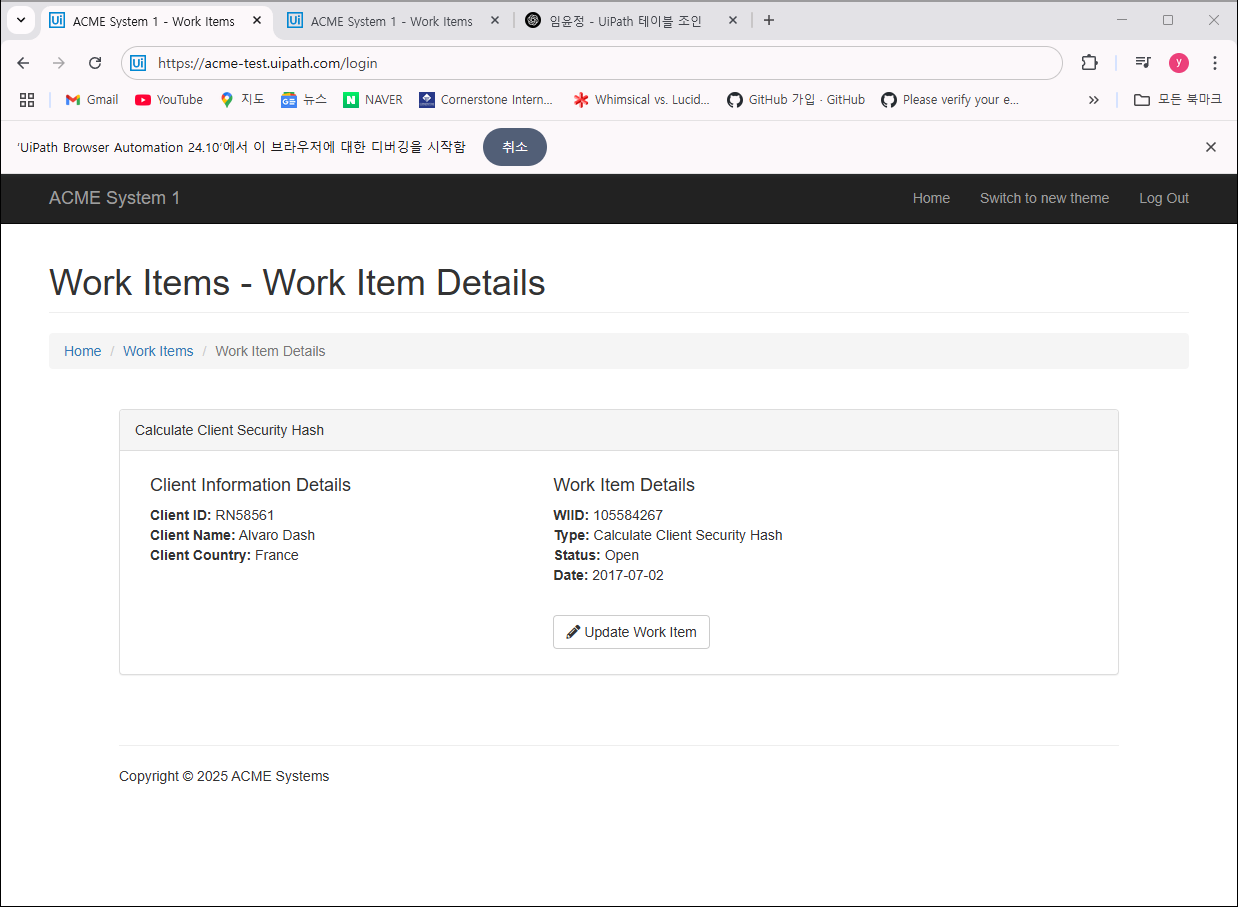 ACME System 1 - Work Items
ACME System 1 - Work Items
임윤정 - UiPath 테이블 조인
https://acme-test.uipath.com/login
y
Gmail
YouTube
지도
뉴스
NAVER
Cornerstone Intern...
Whimsical vs. Lucid...
GitHub 가입 · GitHub
Please verify your e...
모든 북마크
'UiPath Browser Automation 24.10'에서 이 브라우저에 대한 디버깅을 시작함
취소
ACME System 1
Home
Switch to new theme
Log Out
Work Items - Work Item Details
Home / Work Items / Work Item Details
Calculate Client Security Hash
Client Information Details
Client ID: RN58561
Client Name: Alvaro Dash
Client Country: France
Work Item Details
WIID: 105584267
Type: Calculate Client Security Hash
Status: Open
Date: 2017-07-02
Update Work Item
Copyright © 2025 ACME Systems